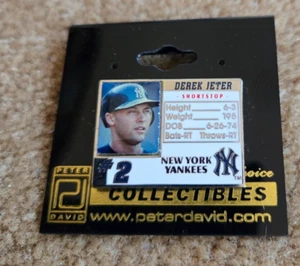 DEREK JETER
SHORTSTOP
Height 6-3
Weight 195
DOB 6-26-74
Bats-RT Throws-RT
2
NEW YORK
YANKEES
NY
TM
PETER
DAVID
COLLECTIBLES
www.peterdavid.com